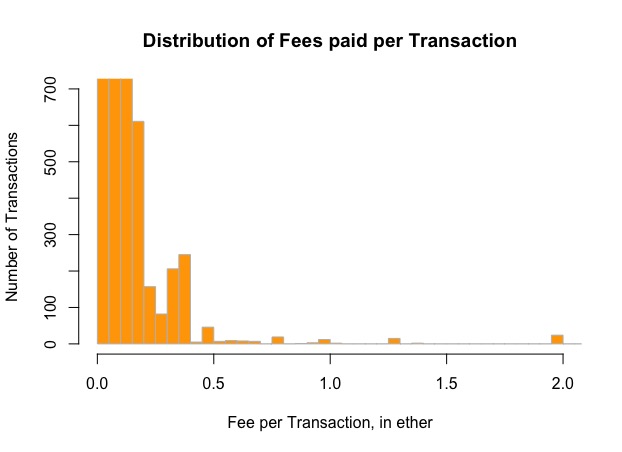 Distribution of Fees paid per Transaction
Number of Transactions
700
500
300
100
0
0.0 0.5 1.0 1.5 2.0
Fee per Transaction, in ether